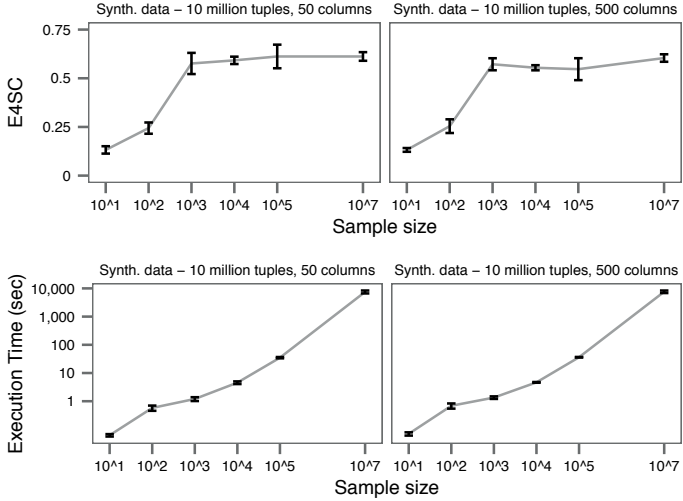 Synth. data − 10 million tuples, 50 columns
Synth. data − 10 million tuples, 500 columns
E4SC
0.75
0.5
0.25
0
10^1 10^2 10^3 10^4 10^5 10^7
10^1 10^2 10^3 10^4 10^5 10^7
Sample size
Synth. data − 10 million tuples, 50 columns
Synth. data − 10 million tuples, 500 columns
Execution Time (sec)
10,000
1,000
100
10
1
10^1 10^2 10^3 10^4 10^5 10^7
10^1 10^2 10^3 10^4 10^5 10^7
Sample size